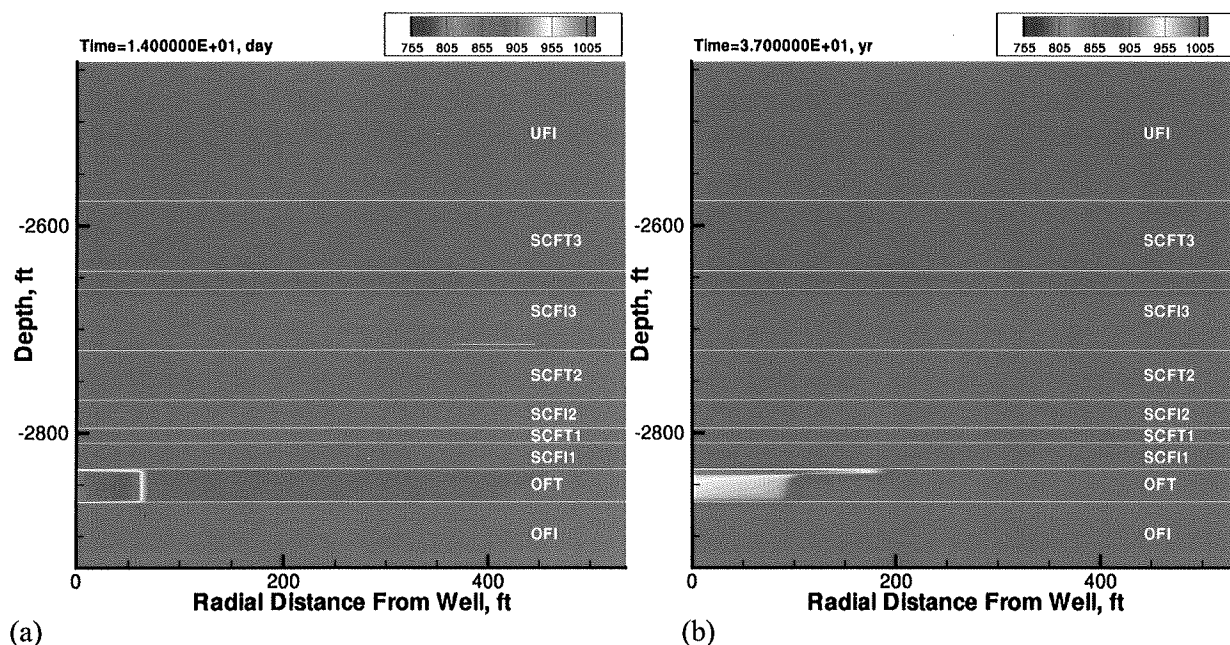 755 805 855 905 955 1005
Time=1.400000E+01, day
UFI
-2600
SCFT3
SCFI3
Depth, ft
SCFT2
SCFI2
-2800
SCFT1
SCFI1
OFT
OFI
0 200 400
Radial Distance From Well, ft
(a)
755 805 855 905 955 1005
Time=3.700000E+01, yr
UFI
-2600
SCFT3
SCFI3
Depth, ft
SCFT2
SCFI2
-2800
SCFT1
SCFI1
OFT
OFI
0 200 400
Radial Distance From Well, ft
(b)